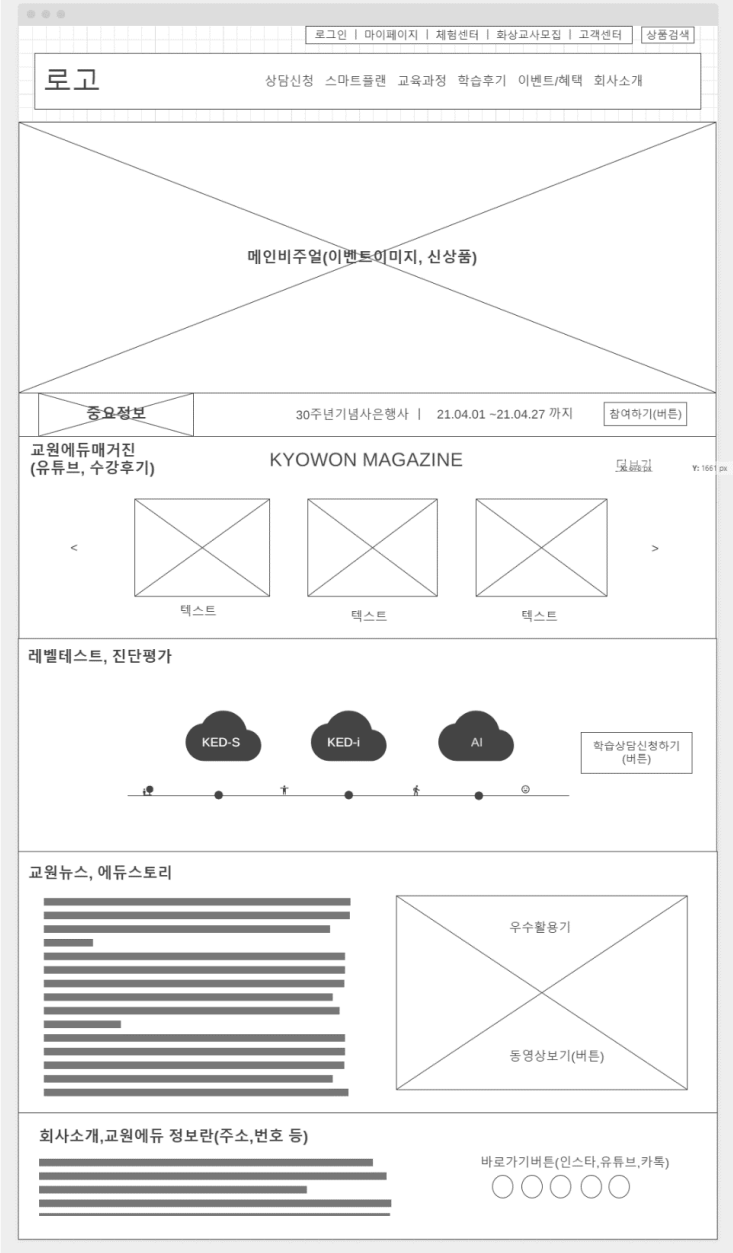 로그인 | 마이페이지 | 체험센터 | 화상교사모집 | 고객센터
상품검색
로고
상담신청 스마트플랜 교육과정 학습후기 이벤트/혜택 회사소개
메인비주얼(이벤트이미지, 신상품)
중요정보
30주년기념사은행사 | 21.04.01 ~21.04.27 까지
참여하기(버튼)
교원에듀매거진
(유튜브, 수강후기)
KYOWON MAGAZINE
더보기
Y: 1661 px
<
>
텍스트
텍스트
텍스트
레벨테스트, 진단평가
KED-S
KED-i
AI
학습상담신청하기
(버튼)
교원뉴스, 에듀스토리
우수활용기
동영상보기(버튼)
회사소개,교원에듀 정보란(주소,번호 등)
바로가기버튼(인스타,유튜브,카톡)